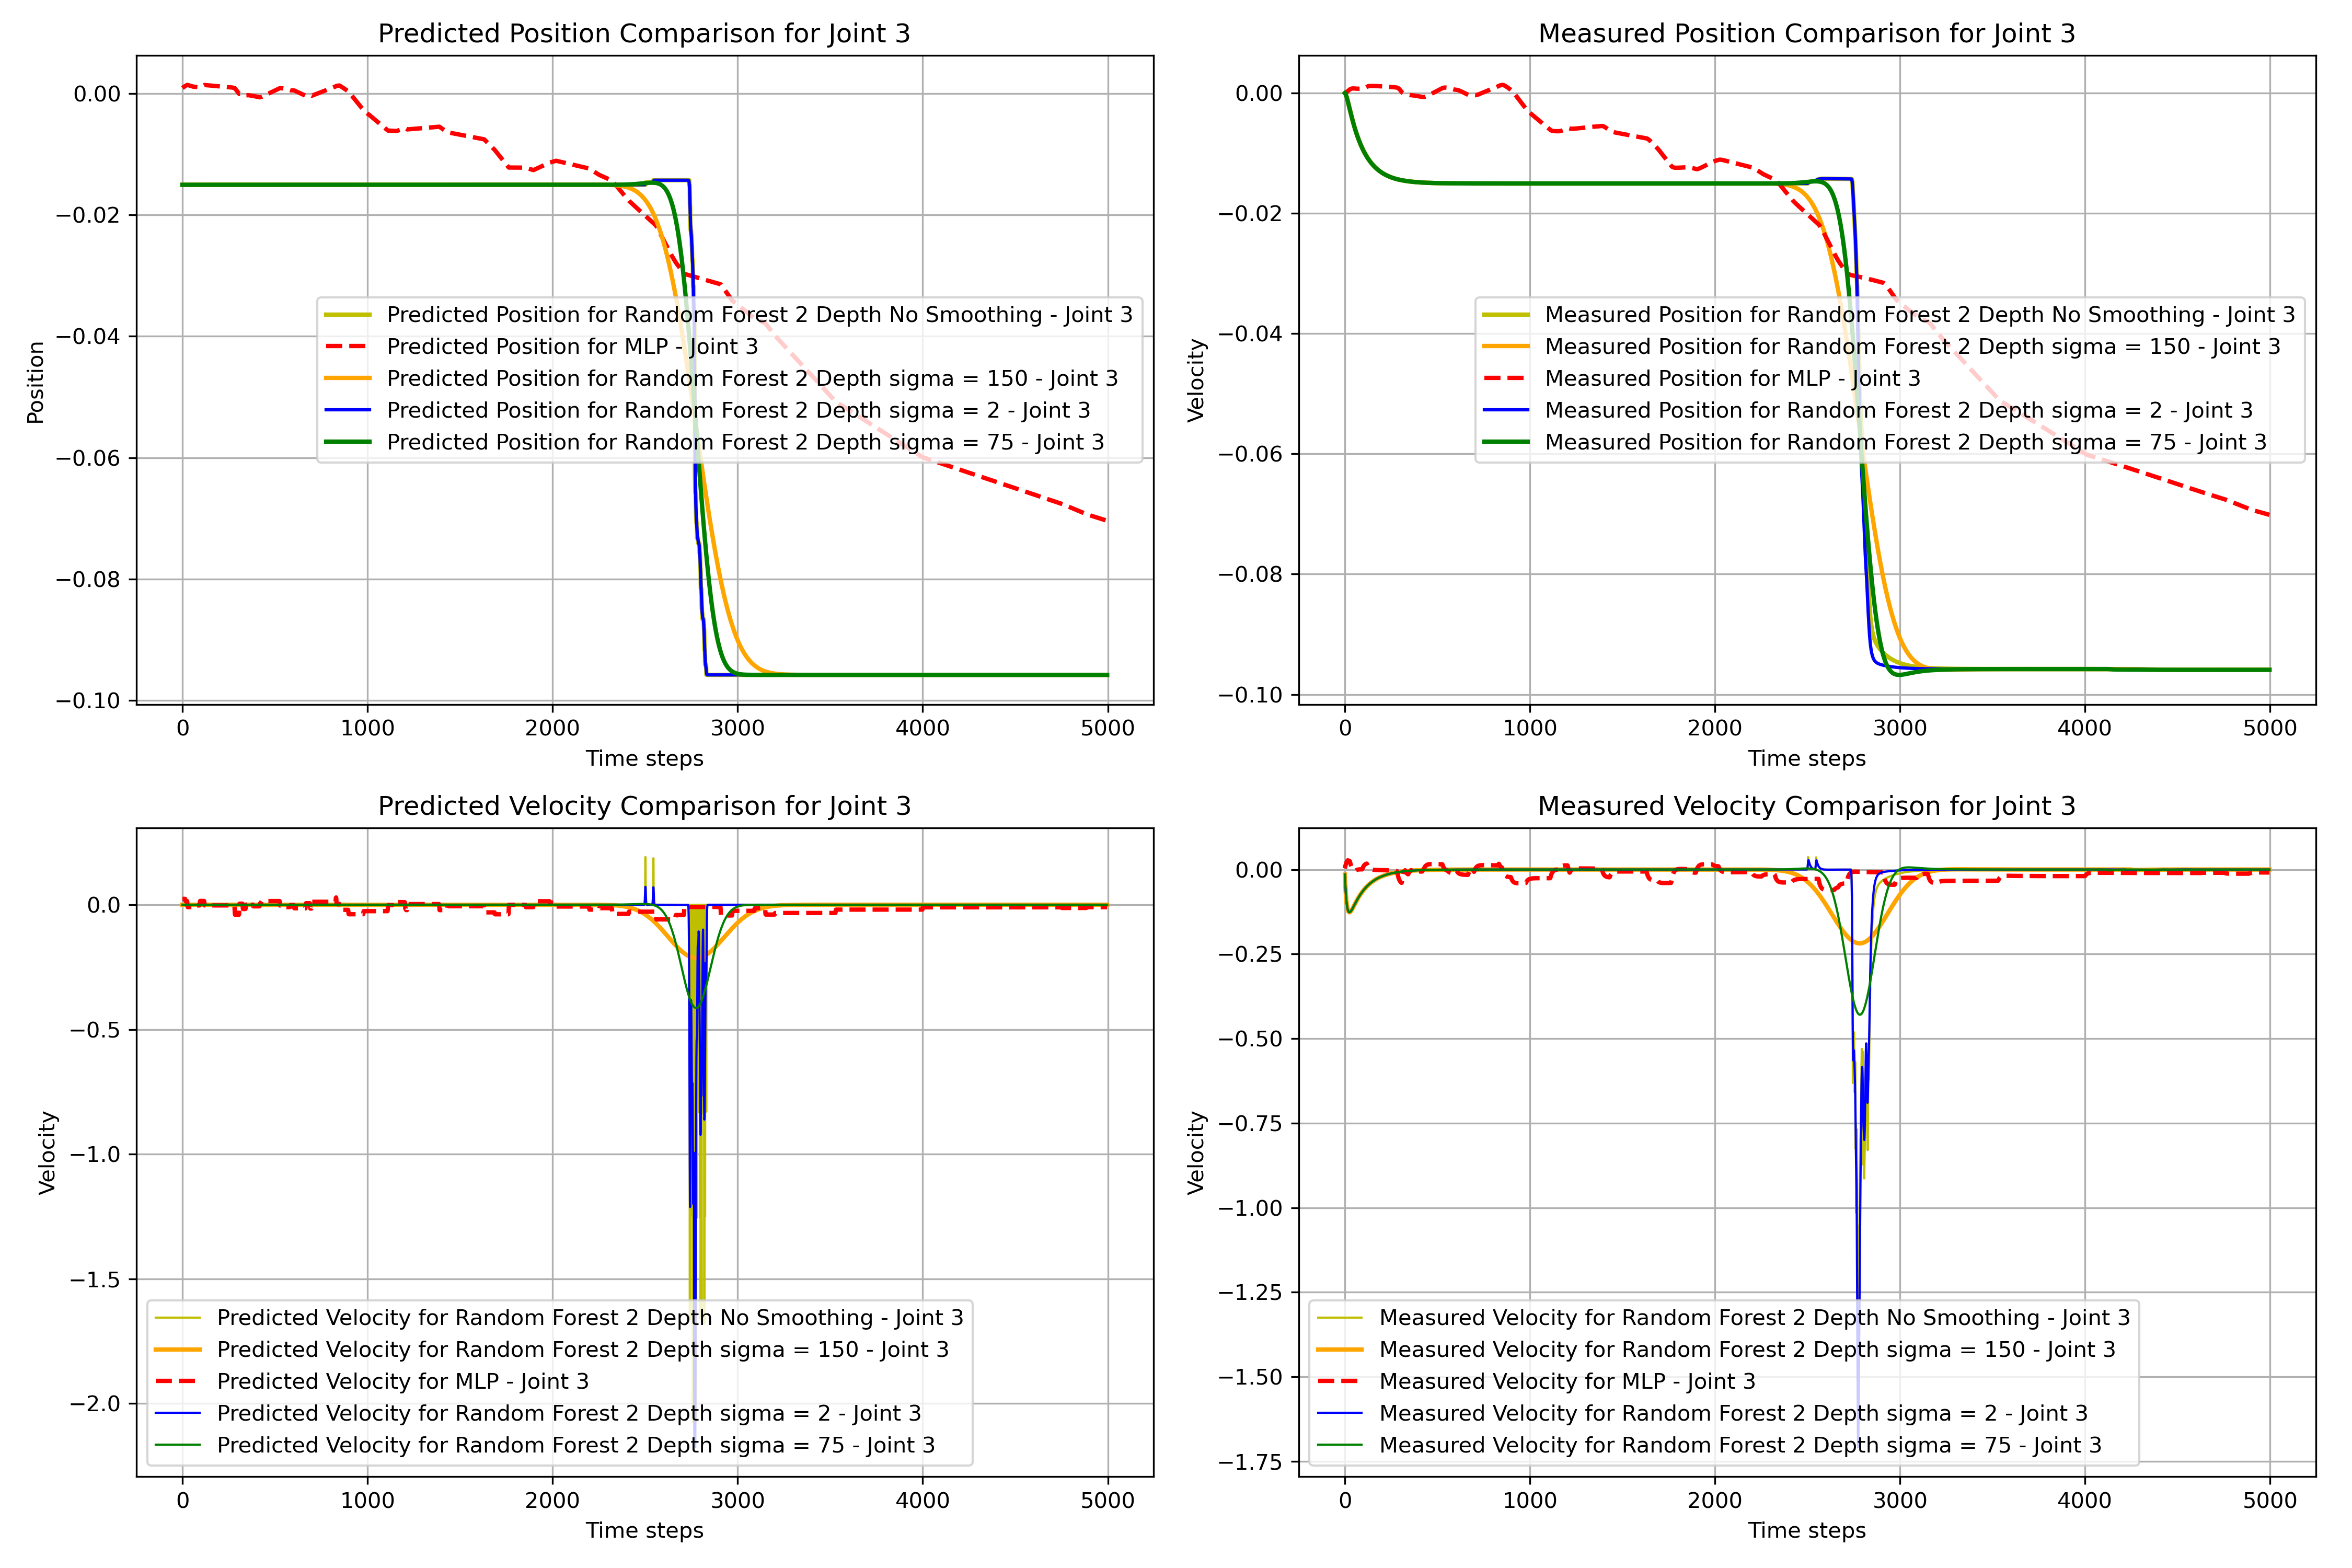 Predicted Position Comparison for Joint 3
Position
0.00
−0.02
−0.04
−0.06
−0.08
−0.10
Predicted Position for Random Forest 2 Depth No Smoothing - Joint 3
Predicted Position for MLP - Joint 3
Predicted Position for Random Forest 2 Depth sigma = 150 - Joint 3
Predicted Position for Random Forest 2 Depth sigma = 2 - Joint 3
Predicted Position for Random Forest 2 Depth sigma = 75 - Joint 3
0 1000 2000 3000 4000 5000
Time steps
Measured Position Comparison for Joint 3
Velocity
0.00
−0.02
−0.04
−0.06
−0.08
−0.10
Measured Position for Random Forest 2 Depth No Smoothing - Joint 3
Measured Position for Random Forest 2 Depth sigma = 150 - Joint 3
Measured Position for MLP - Joint 3
Measured Position for Random Forest 2 Depth sigma = 2 - Joint 3
Measured Position for Random Forest 2 Depth sigma = 75 - Joint 3
0 1000 2000 3000 4000 5000
Time steps
Predicted Velocity Comparison for Joint 3
Velocity
0.0
−0.5
−1.0
−1.5
−2.0
Predicted Velocity for Random Forest 2 Depth No Smoothing - Joint 3
Predicted Velocity for Random Forest 2 Depth sigma = 150 - Joint 3
Predicted Velocity for MLP - Joint 3
Predicted Velocity for Random Forest 2 Depth sigma = 2 - Joint 3
Predicted Velocity for Random Forest 2 Depth sigma = 75 - Joint 3
0 1000 2000 3000 4000 5000
Time steps
Measured Velocity Comparison for Joint 3
Velocity
0.00
−0.25
−0.50
−0.75
−1.00
−1.25
−1.50
−1.75
Measured Velocity for Random Forest 2 Depth No Smoothing - Joint 3
Measured Velocity for Random Forest 2 Depth sigma = 150 - Joint 3
Measured Velocity for MLP - Joint 3
Measured Velocity for Random Forest 2 Depth sigma = 2 - Joint 3
Measured Velocity for Random Forest 2 Depth sigma = 75 - Joint 3
0 1000 2000 3000 4000 5000
Time steps